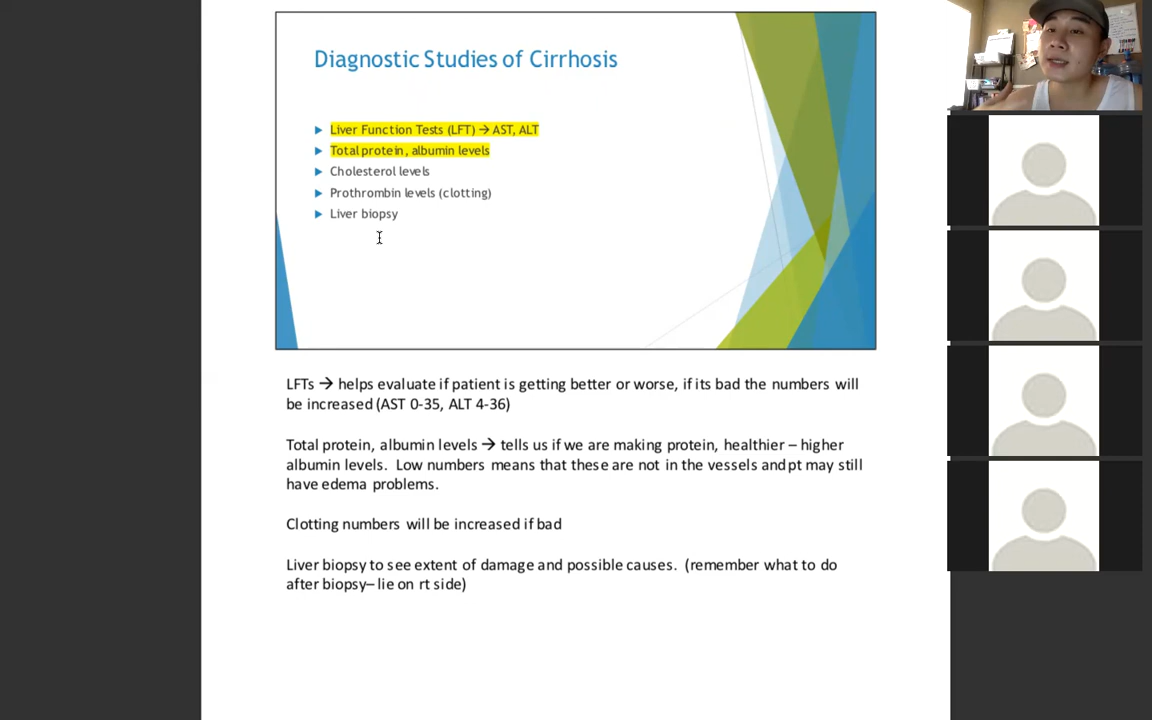 Diagnostic Studies of Cirrhosis
Liver Function Tests (LFT) → AST, ALT
Total protein, albumin levels
Cholesterol levels
Prothrombin levels (clotting)
Liver biopsy
LFTs → helps evaluate if patient is getting better or worse, if its bad the numbers will
be increased (AST 0-35, ALT 4-36)
Total protein, albumin levels → tells us if we are making protein, healthier – higher
albumin levels. Low numbers means that these are not in the vessels and pt may still
have edema problems.
Clotting numbers will be increased if bad
Liver biopsy to see extent of damage and possible causes. (remember what to do
after biopsy– lie on rt side)